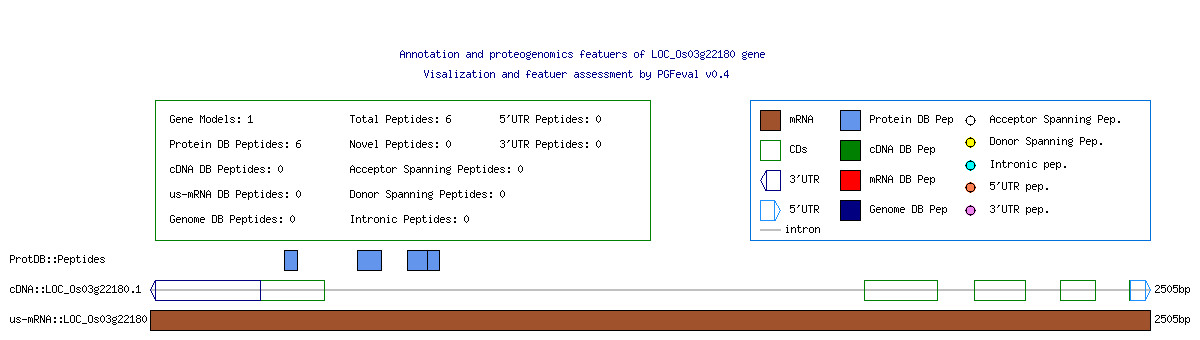 Annotation and proteogenomics featuers of LOC_Os03g22180 gene
Visalization and featuer assessment by PGFeval v0.4
Gene Models: 1 Total Peptides: 6 5'UTR Peptides: 0
Protein DB Peptides: 6 Novel Peptides: 0 3'UTR Peptides: 0
cDNA DB Peptides: 0 Acceptor Spanning Peptides: 0
us-mRNA DB Peptides: 0 Donor Spanning Peptides: 0
Genome DB Peptides: 0 Intronic Peptides: 0
mRNA Protein DB Pep Acceptor Spanning Pep.
CDs cDNA DB Pep Donor Spanning Pep.
3'UTR mRNA DB Pep Intronic pep.
5'UTR Genome DB Pep 5'UTR pep.
intron 3'UTR pep.
ProtDB::Peptides
cDNA::LOC_Os03g22180.1 2505bp
us-mRNA::LOC_Os03g22180 2505bp